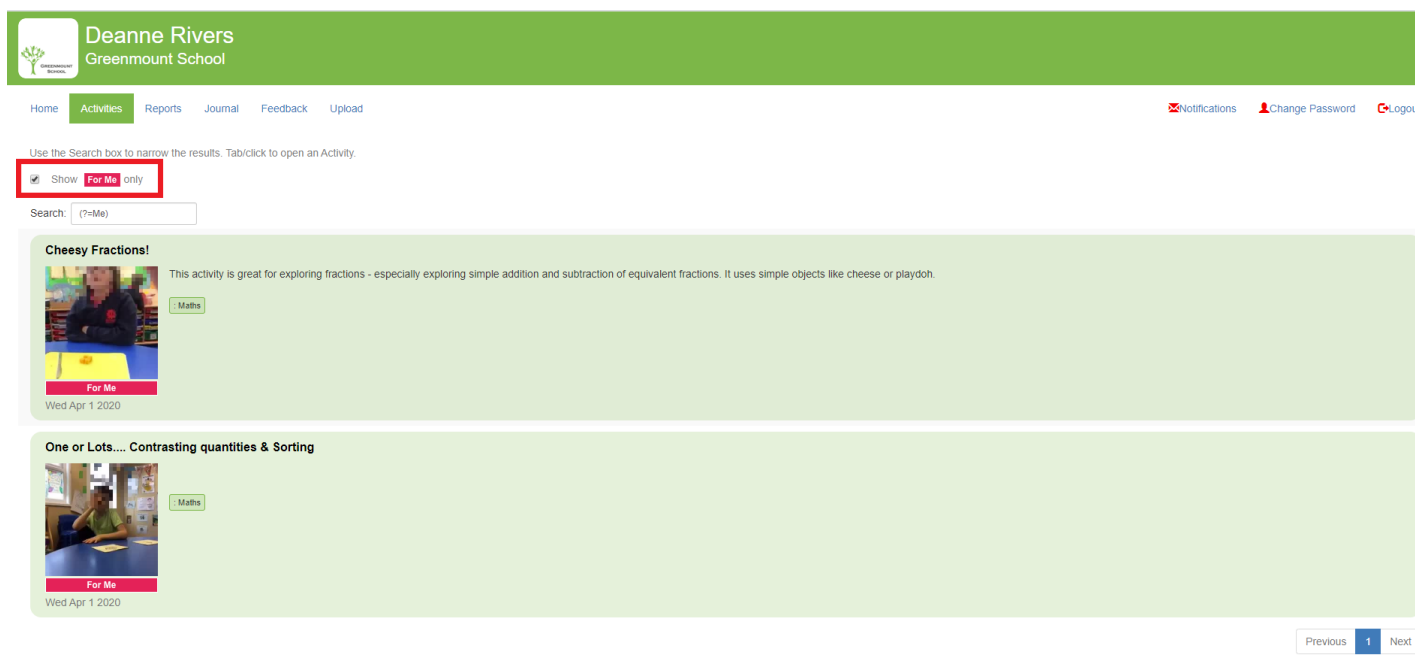 Deanne Rivers
Greenmount School
GREENMOUNT
SCHOOL
Home Activities Reports Journal Feedback Upload Notifications Change Password Logou
Use the Search box to narrow the results. Tab/click to open an Activity.
Show For Me only
Search: (?=Me)
Cheesy Fractions!
This activity is great for exploring fractions - especially exploring simple addition and subtraction of equivalent fractions. It uses simple objects like cheese or playdoh.
: Maths
For Me
Wed Apr 1 2020
One or Lots.... Contrasting quantities & Sorting
: Maths
For Me
Wed Apr 1 2020
Previous 1 Next